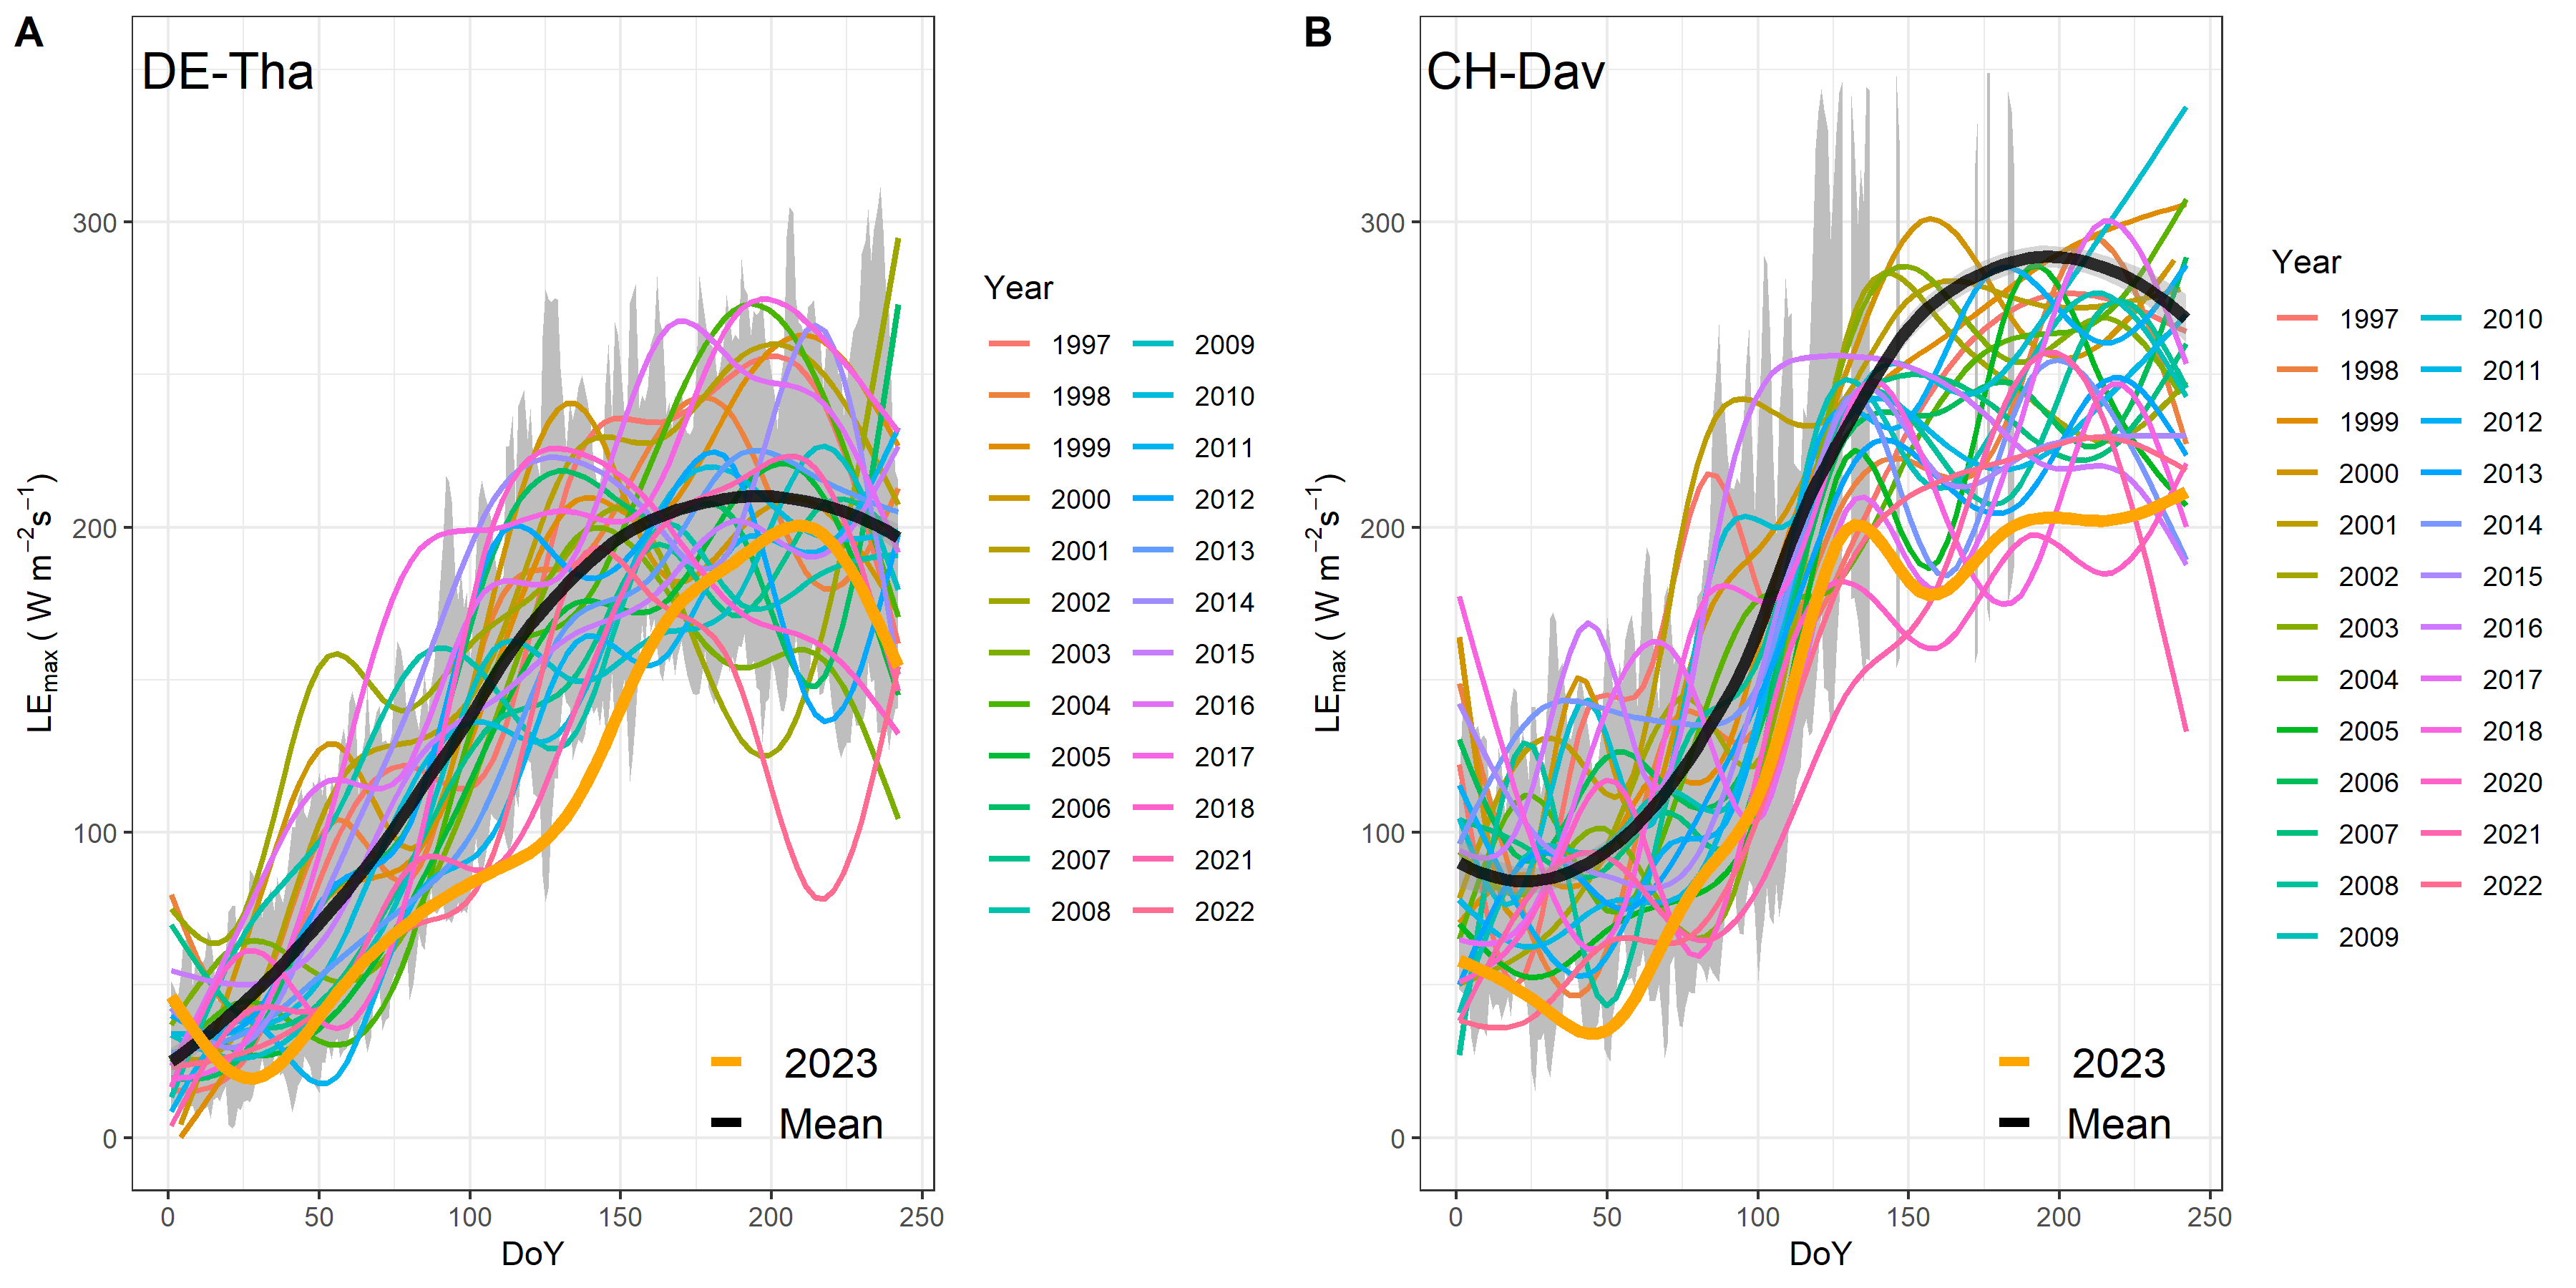 A
DE-Tha
300
200
100
0
LEmax ( W m−2s−1)
0 50 100 150 200 250
DoY
2023
Mean
Year
1997 2009
1998 2010
1999 2011
2000 2012
2001 2013
2002 2014
2003 2015
2004 2016
2005 2017
2006 2018
2007 2021
2008 2022
B
CH-Dav
300
200
100
0
LEmax ( W m−2s−1)
0 50 100 150 200 250
DoY
2023
Mean
Year
1997 2010
1998 2011
1999 2012
2000 2013
2001 2014
2002 2015
2003 2016
2004 2017
2005 2018
2006 2020
2007 2021
2008 2022
2009